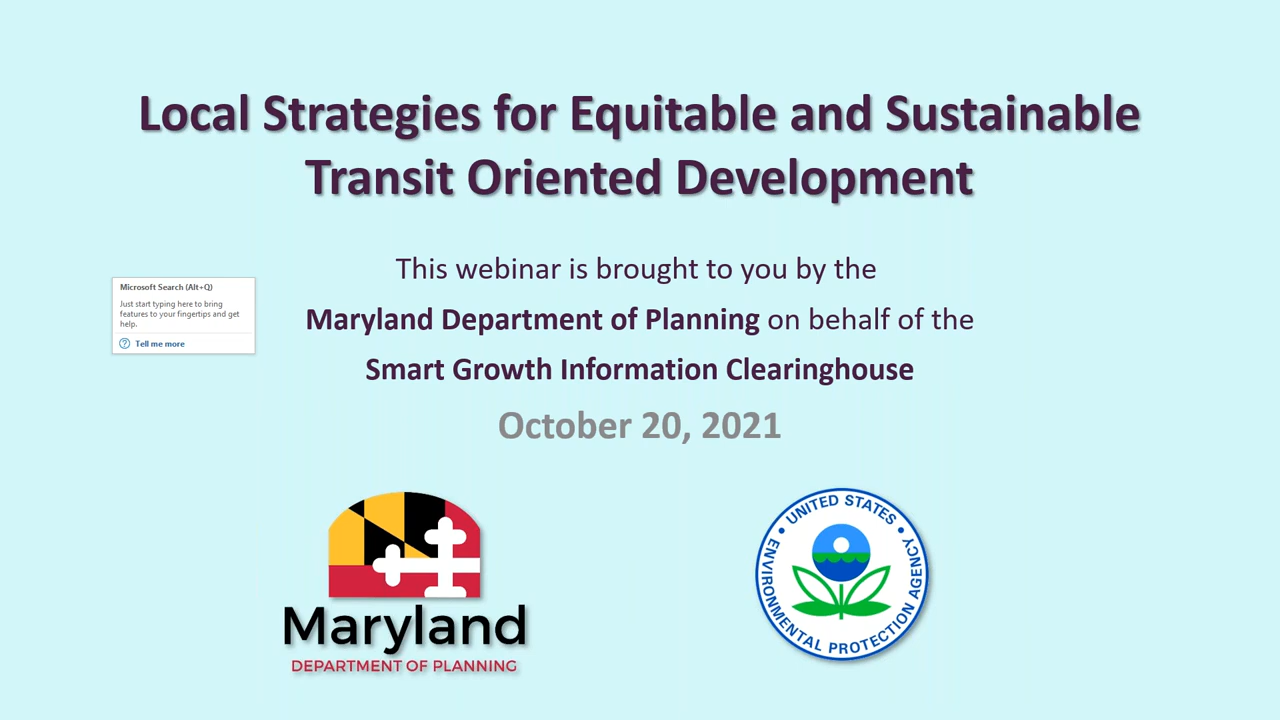 Local Strategies for Equitable and Sustainable
Transit Oriented Development
This webinar is brought to you by the
Maryland Department of Planning on behalf of the
Smart Growth Information Clearinghouse
October 20, 2021
Microsoft Search (Alt+Q)
Just start typing here to bring
features to your fingertips and get
help.
Tell me more
Maryland
DEPARTMENT OF PLANNING
UNITED STATES
ENVIRONMENTAL PROTECTION AGENCY